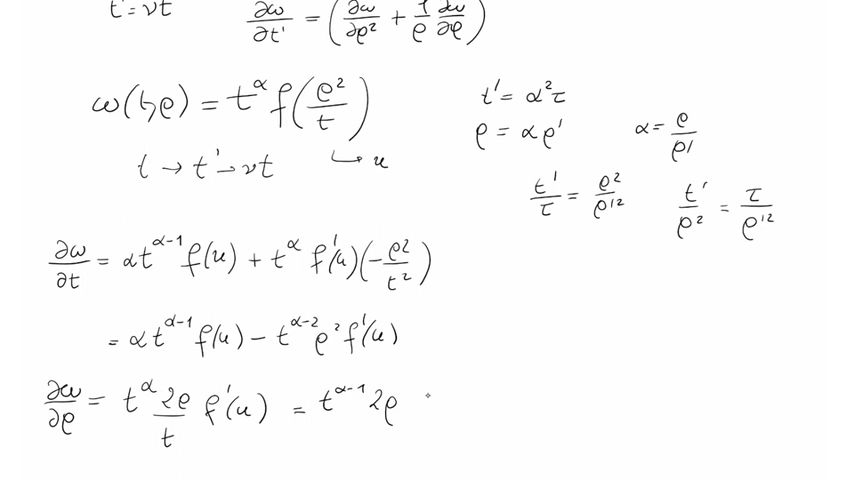 t' = νt   ∂ω/∂t' = (∂ω/∂ρ² + 1/ρ ∂ω/∂ρ)
ω(t,ρ) = t^α f(ρ²/t)
t → t' = νt   ↳ u
t' = α²τ
ρ = αρ'   α = ρ/ρ'
t'/τ = ρ²/ρ'²   t'/ρ² = τ/ρ'²
∂ω/∂t = αt^(α-1) f(u) + t^α f'(u)(-ρ²/t²)
= αt^(α-1) f(u) - t^(α-2) ρ² f'(u)
∂ω/∂ρ = t^α 2ρ/t f'(u) = t^(α-1) 2ρ